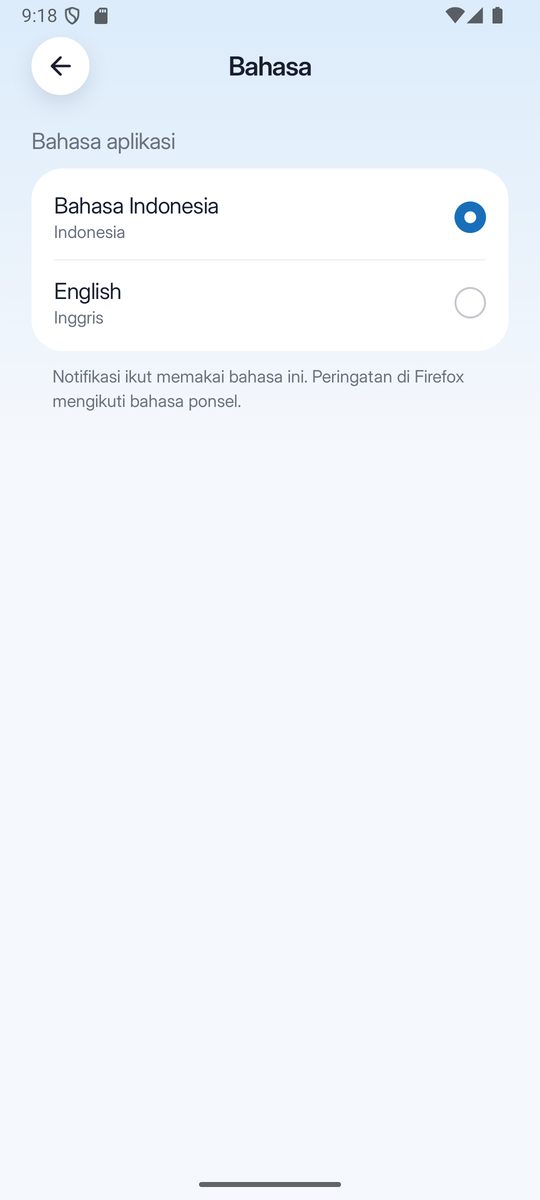 9:18
Bahasa
Bahasa aplikasi
Bahasa Indonesia
Indonesia
English
Inggris
Notifikasi ikut memakai bahasa ini. Peringatan di Firefox
mengikuti bahasa ponsel.